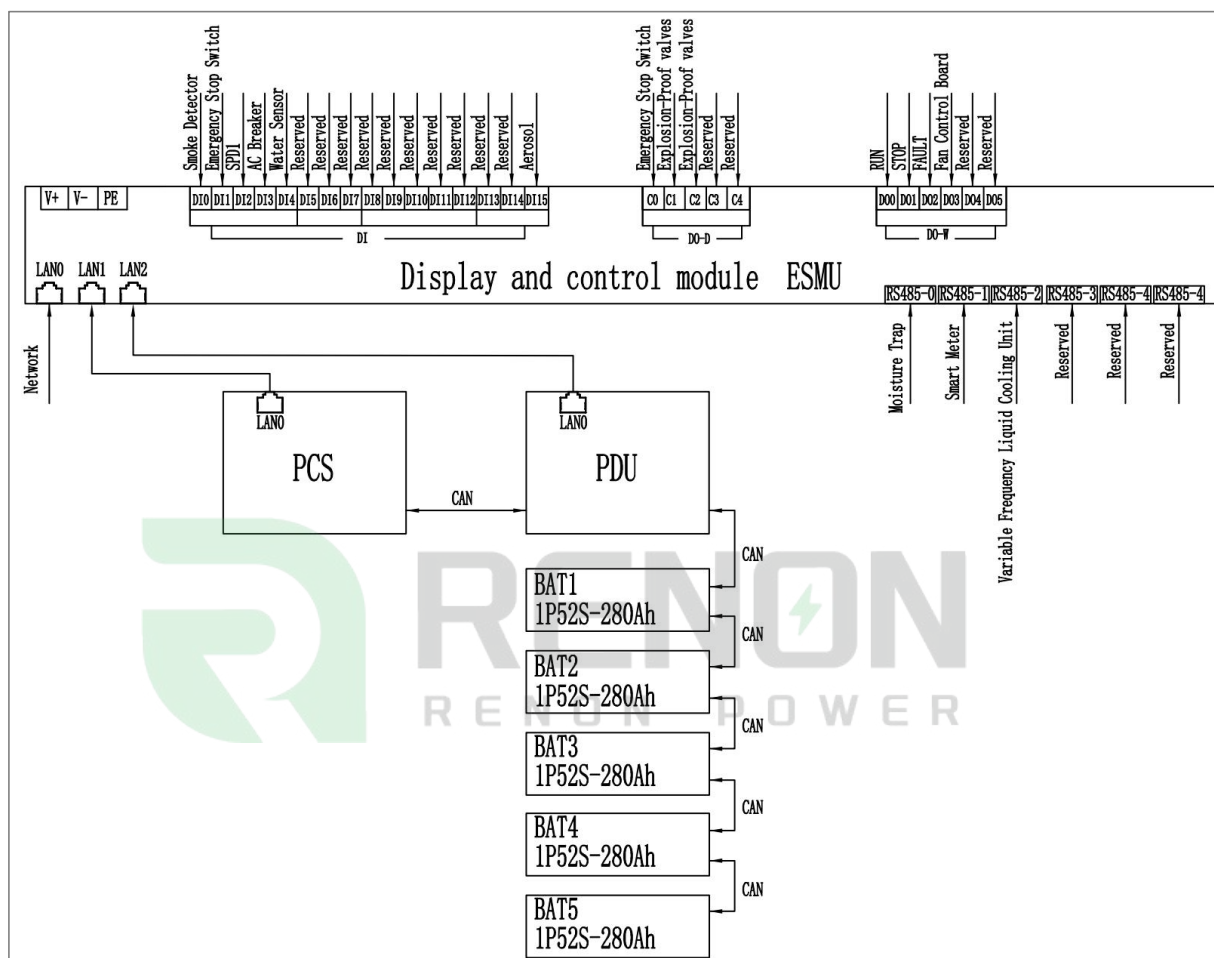 Smoke Detector
Emergency Stop Switch
SPD1
AC Breaker
Water Sensor
Reserved
Reserved
Reserved
Reserved
Reserved
Reserved
Reserved
Reserved
Reserved
Reserved
Aerosol
Emergency Stop Switch
Explosion-Proof valves
Explosion-Proof valves
Reserved
Reserved
RUN
STOP
FAULT
Fan Control Board
Reserved
Reserved
V+ V- PE
DI0 DI1 DI2 DI3 DI4 DI5 DI6 DI7 DI8 DI9 DI10 DI11 DI12 DI13 DI14 DI15
C0 C1 C2 C3 C4
DO0 DO1 DO2 DO3 DO4 DO5
DI
DO-D
DO-W
LAN0 LAN1 LAN2
Display and control module ESMU
RS485-0 RS485-1 RS485-2 RS485-3 RS485-4 RS485-4
Network
Moisture Trap
Smart Meter
Variable Frequency Liquid Cooling Unit
Reserved
Reserved
Reserved
LAN0
PCS
LAN0
PDU
CAN
CAN
BAT1
1P52S-280Ah
CAN
BAT2
1P52S-280Ah
CAN
BAT3
1P52S-280Ah
CAN
BAT4
1P52S-280Ah
CAN
BAT5
1P52S-280Ah
RENON
RENON POWER